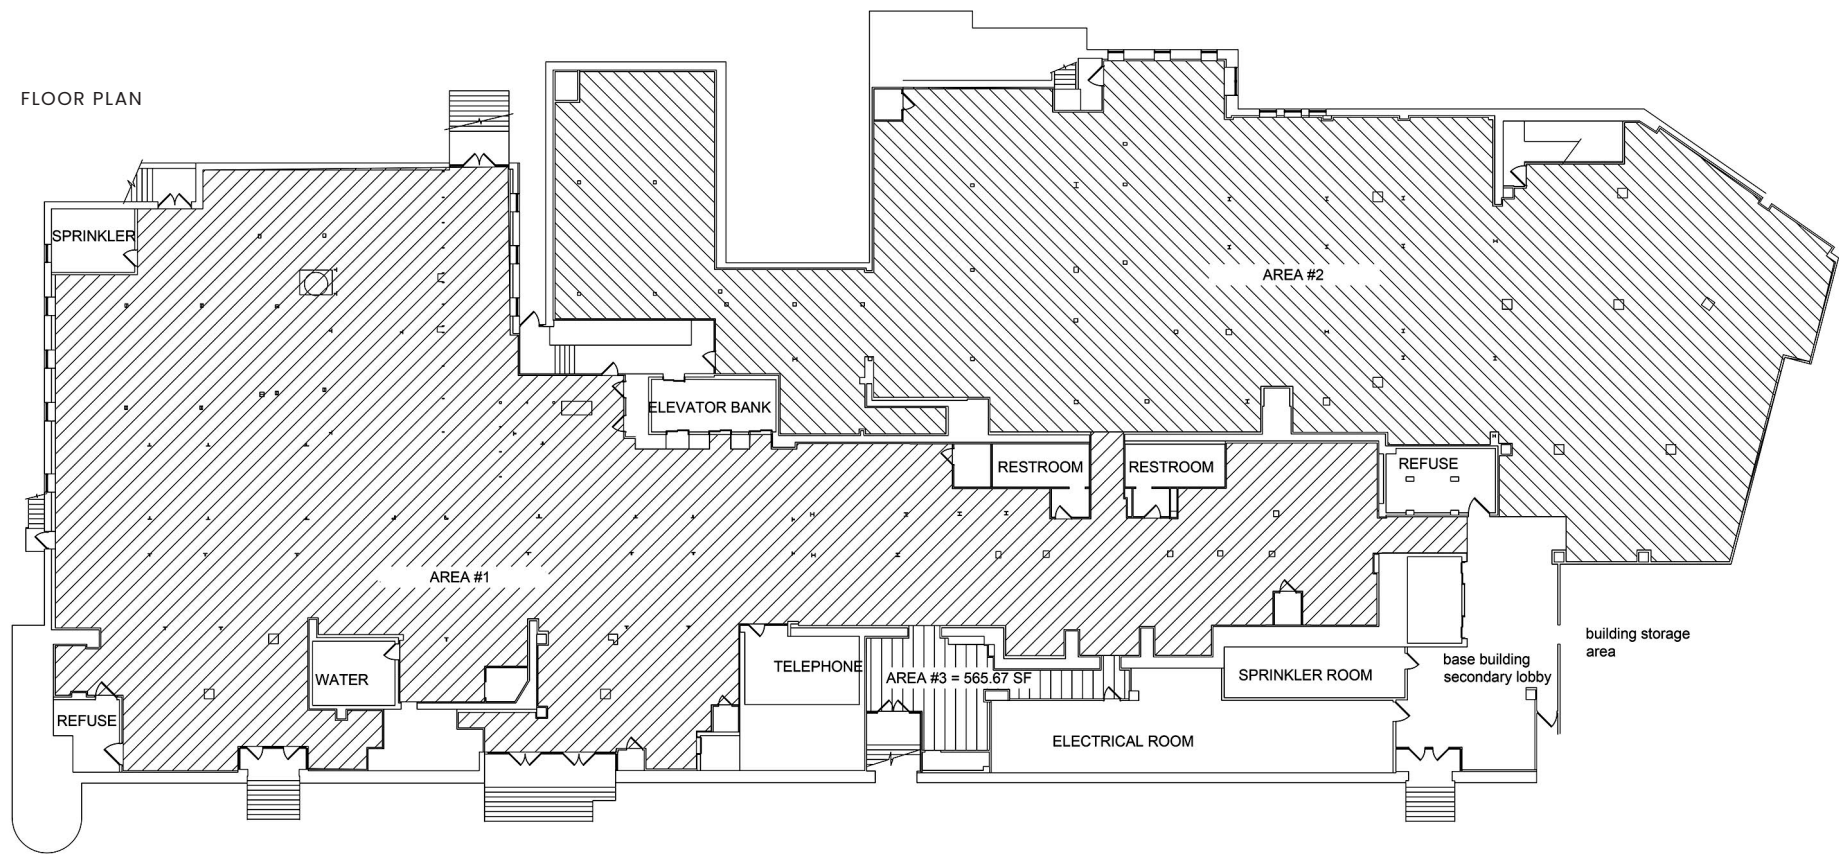 FLOOR PLAN
SPRINKLER
AREA #2
ELEVATOR BANK
RESTROOM
RESTROOM
REFUSE
AREA #1
building storage
area
TELEPHONE
WATER
AREA #3 = 565.67 SF
SPRINKLER ROOM
base building
secondary lobby
REFUSE
ELECTRICAL ROOM